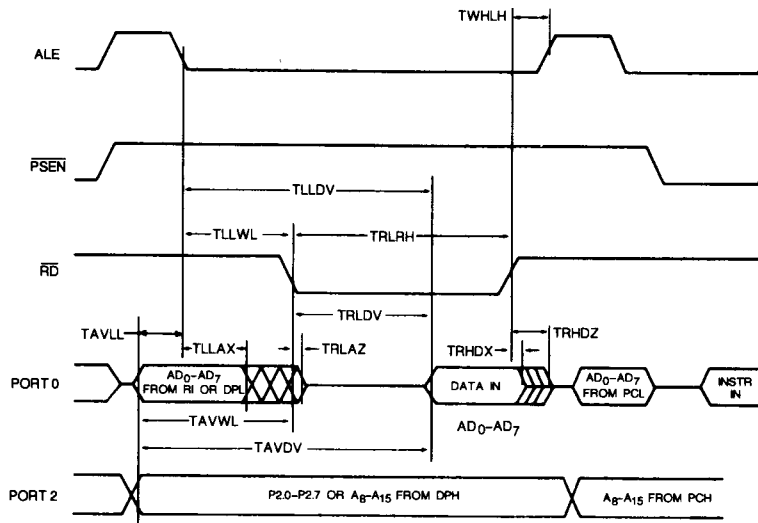 TWHLH
ALE
PSEN
TLLDV
TLLWL
TRLRH
RD
TRLDV
TAVLL
TRHDZ
TLLAX
TRLAZ
TRHDX
PORT 0
AD0–AD7
FROM RI OR DPL
DATA IN
AD0–AD7
FROM PCL
INSTR
IN
TAVWL
AD0–AD7
TAVDV
PORT 2
P2.0–P2.7 OR A8–A15 FROM DPH
A8–A15 FROM PCH